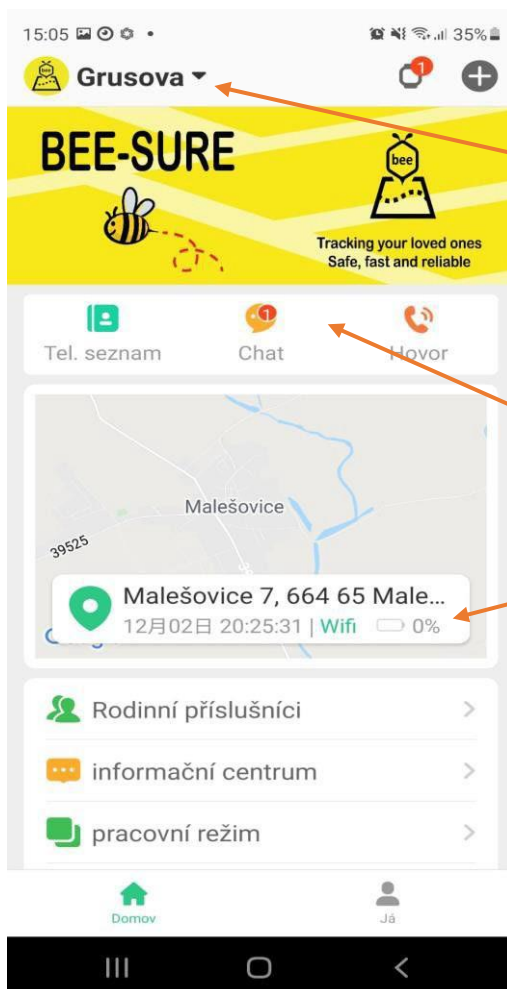 15:05 35%
Grusova
1
BEE-SURE
bee
Tracking your loved ones
Safe, fast and reliable
1
Tel. seznam Chat Hovor
Malešovice
39525
Malešovice 7, 664 65 Male...
12月02日 20:25:31 | Wifi 0%
Rodinní příslušníci
informační centrum
pracovní režim
Domov Já